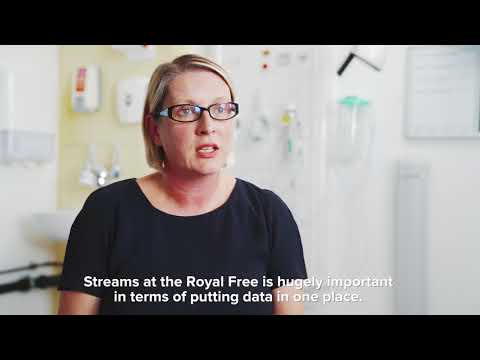 Streams at the Royal Free is hugely important
in terms of putting data in one place.